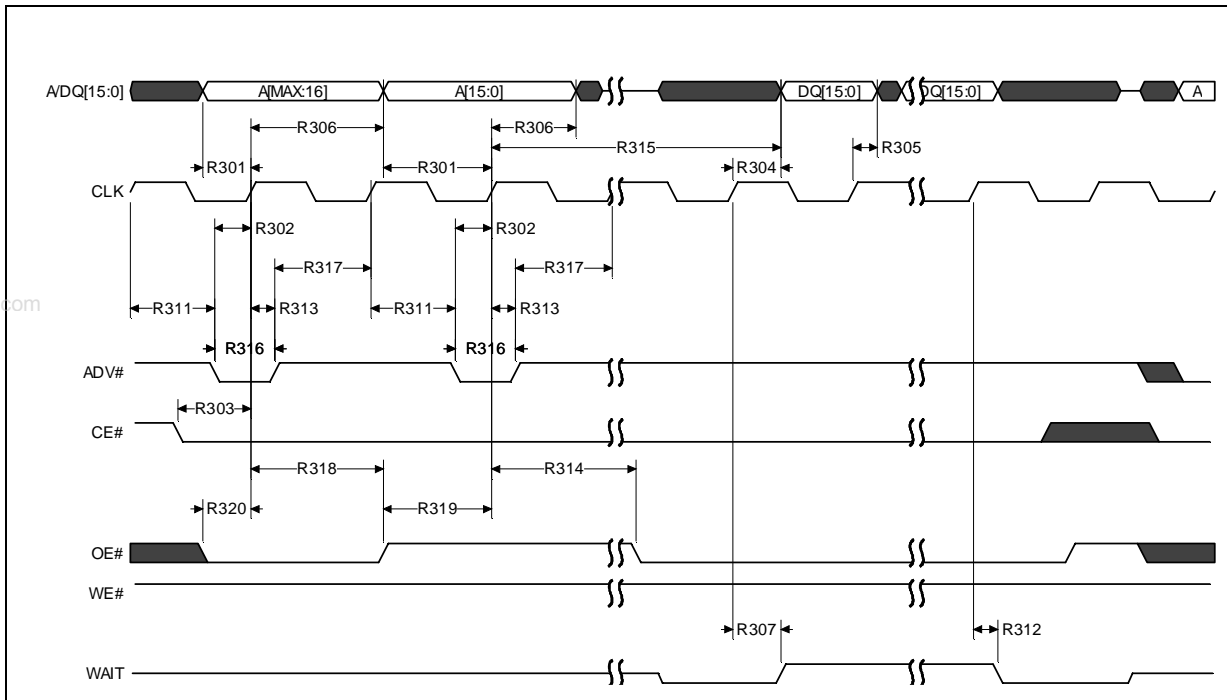 A/DQ[15:0] A[MAX:16] A[15:0] DQ[15:0] DQ[15:0] A
R306 R306
R315 R305
R301 R301 R304
CLK
R302 R302
R317 R317
com
R311 R313 R311 R313
R316 R316
ADV#
R303
CE#
R318 R314
R320 R319
OE#
WE#
R307 R312
WAIT